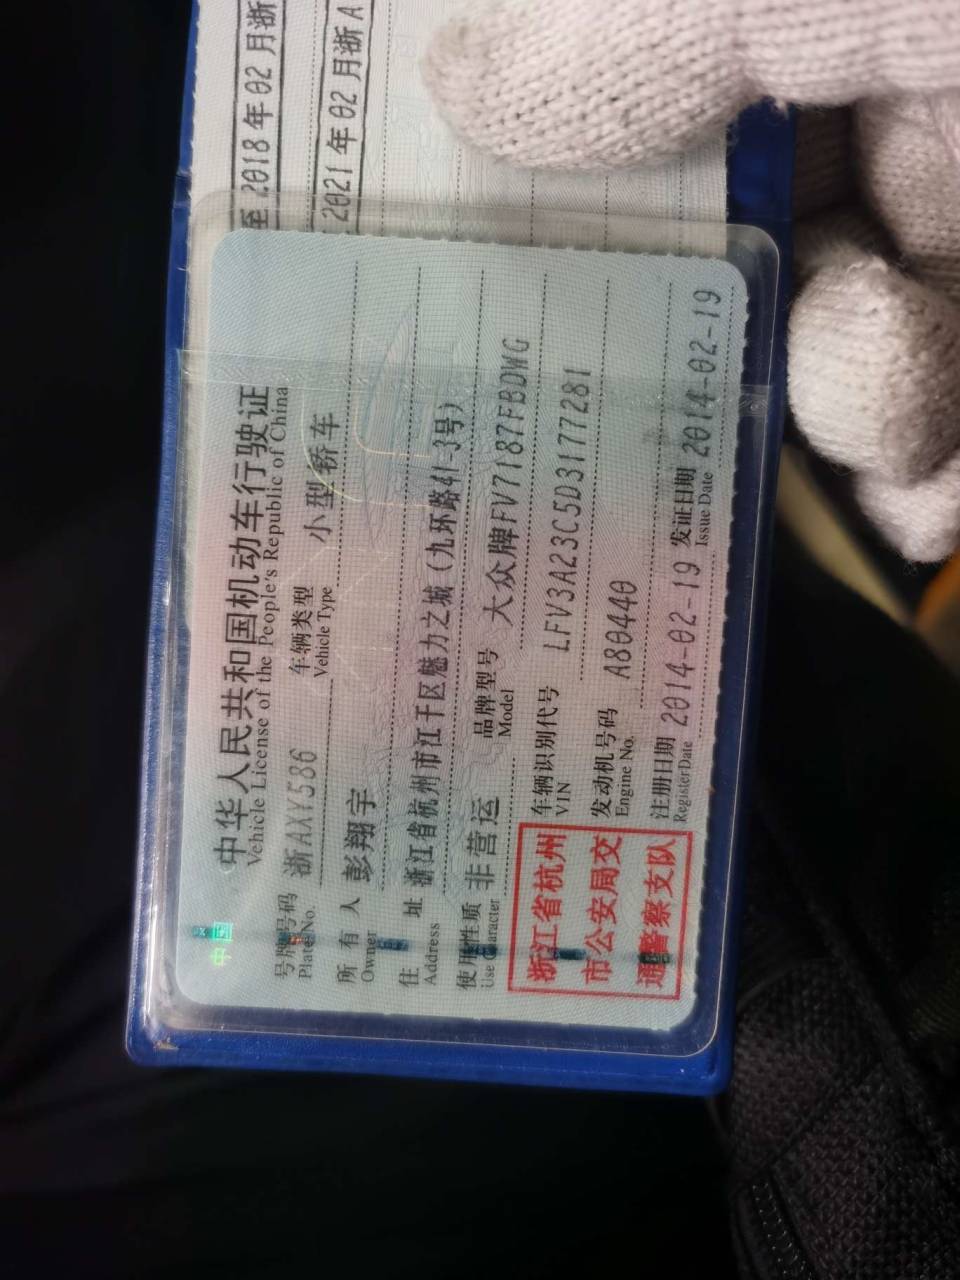 至2018年02月浙
2021年02月浙A
中国
中华人民共和国机动车行驶证
Vehicle License of the People's Republic of China
号牌号码 浙AXY586 车辆类型 小型轿车
Plate No. Vehicle Type
所有人 彭翔宇
Owner
住址 浙江省杭州市江干区魅力之城(九环路41-3号)
Address
使用性质 非营运 品牌型号 大众牌FV7187FBDWG
Use Character Model
浙江省杭州
市公安局交
通警察支队
车辆识别代号 LFV3A23C5D3177281
VIN
发动机号码 A80440
Engine No.
注册日期 2014-02-19 发证日期 2014-02-19
Register Date Issue Date